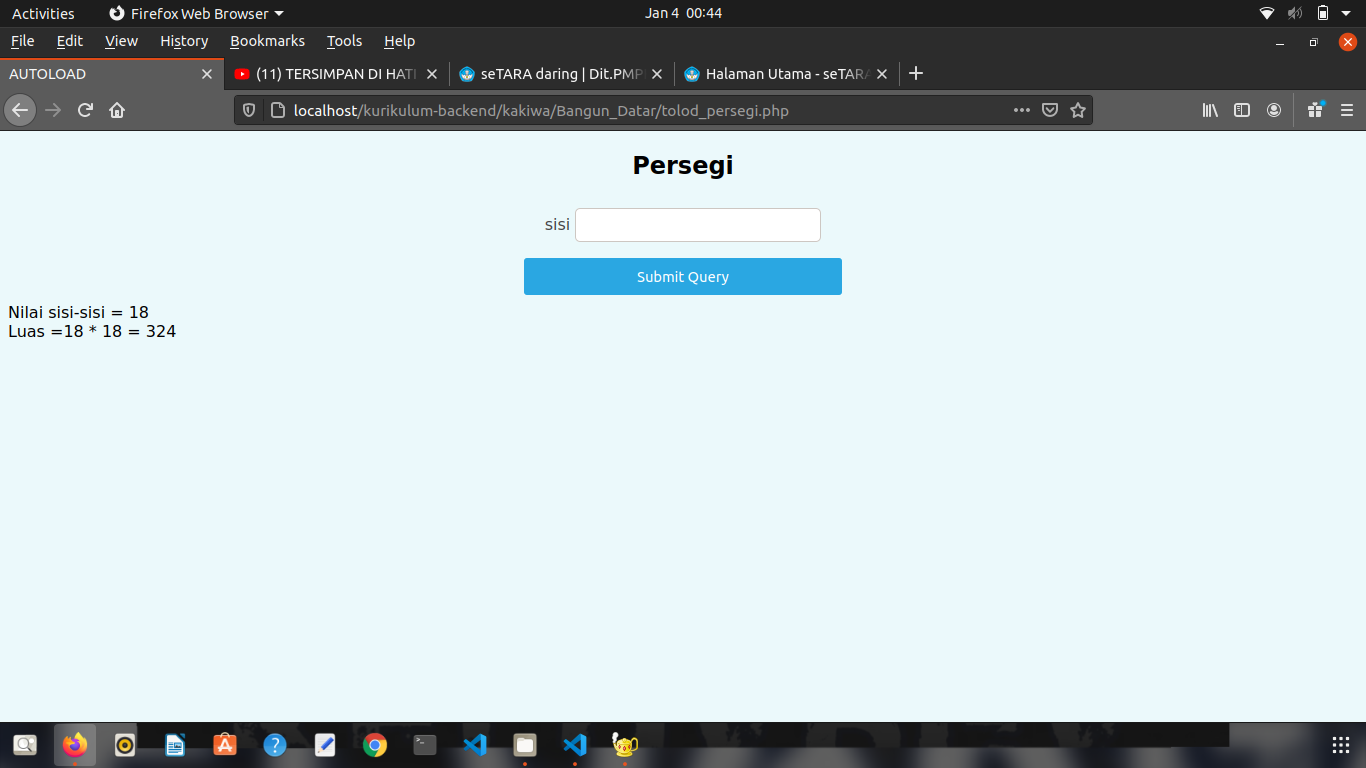 Activities Firefox Web Browser Jan 4 00:44
File Edit View History Bookmarks Tools Help
AUTOLOAD (11) TERSIMPAN DI HATI seTARA daring | Dit.PMP Halaman Utama - seTARA
localhost/kurikulum-backend/kakiwa/Bangun_Datar/tolod_persegi.php
Persegi
sisi
Submit Query
Nilai sisi-sisi = 18
Luas =18 * 18 = 324